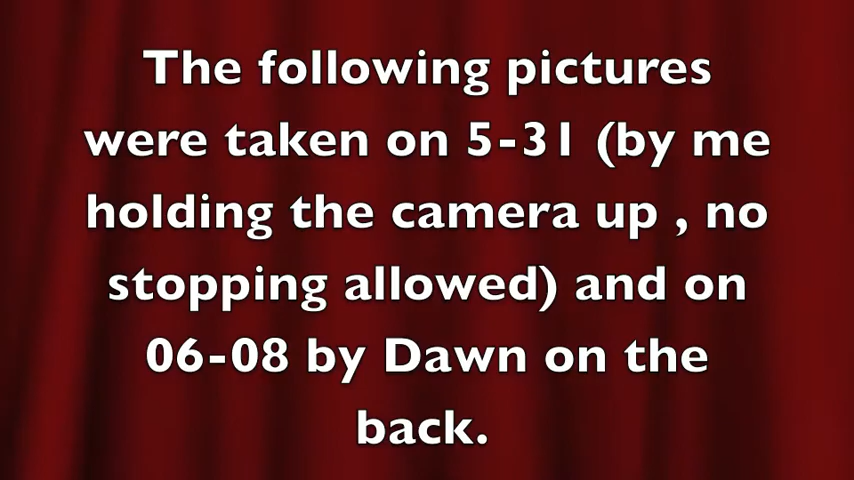 The following pictures
were taken on 5-31 (by me
holding the camera up , no
stopping allowed) and on
06-08 by Dawn on the
back.